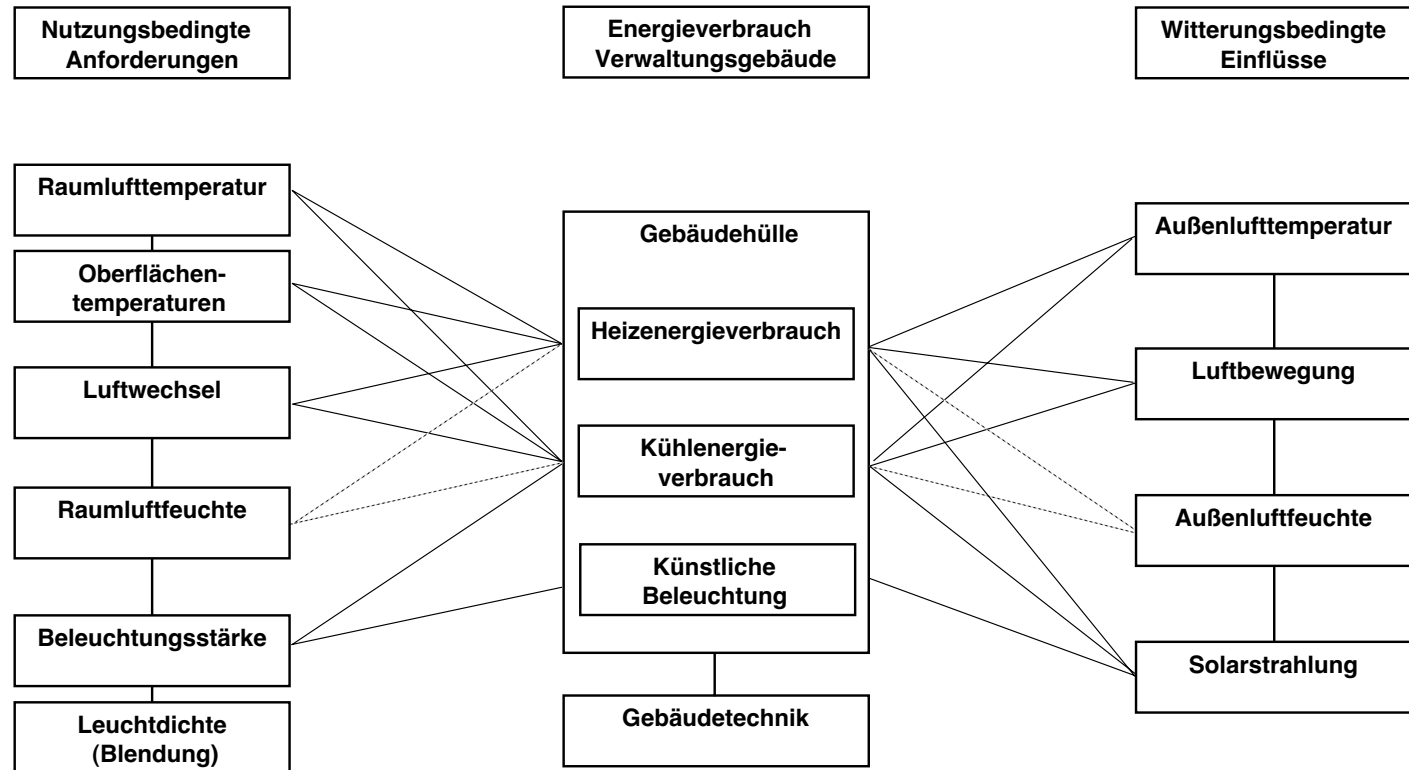 Nutzungsbedingte
Anforderungen
Energieverbrauch
Verwaltungsgebäude
Witterungsbedingte
Einflüsse
Raumlufttemperatur
Oberflächen-
temperaturen
Luftwechsel
Raumluftfeuchte
Beleuchtungsstärke
Leuchtdichte
(Blendung)
Gebäudehülle
Heizenergieverbrauch
Kühlenergie-
verbrauch
Künstliche
Beleuchtung
Gebäudetechnik
Außenlufttemperatur
Luftbewegung
Außenluftfeuchte
Solarstrahlung